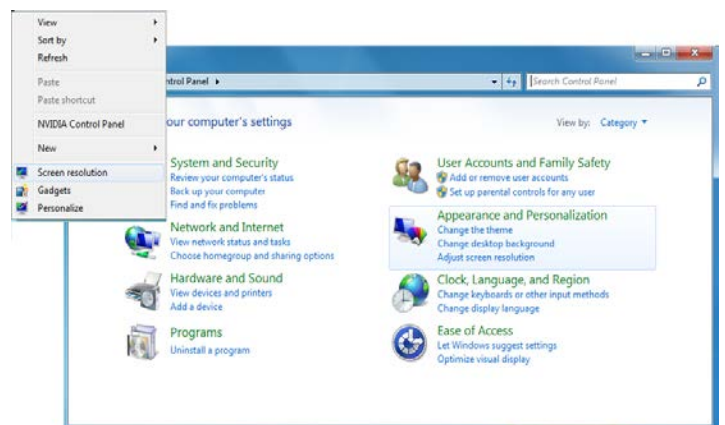 View
Sort by
Refresh
Paste
Paste shortcut
NVIDIA Control Panel
New
Screen resolution
Gadgets
Personalize
ntrol Panel
Search Control Panel
our computer's settings
View by: Category
System and Security
Review your computer's status
Back up your computer
Find and fix problems
Network and Internet
View network status and tasks
Choose homegroup and sharing options
Hardware and Sound
View devices and printers
Add a device
Programs
Uninstall a program
User Accounts and Family Safety
Add or remove user accounts
Set up parental controls for any user
Appearance and Personalization
Change the theme
Change desktop background
Adjust screen resolution
Clock, Language, and Region
Change keyboards or other input methods
Change display language
Ease of Access
Let Windows suggest settings
Optimize visual display